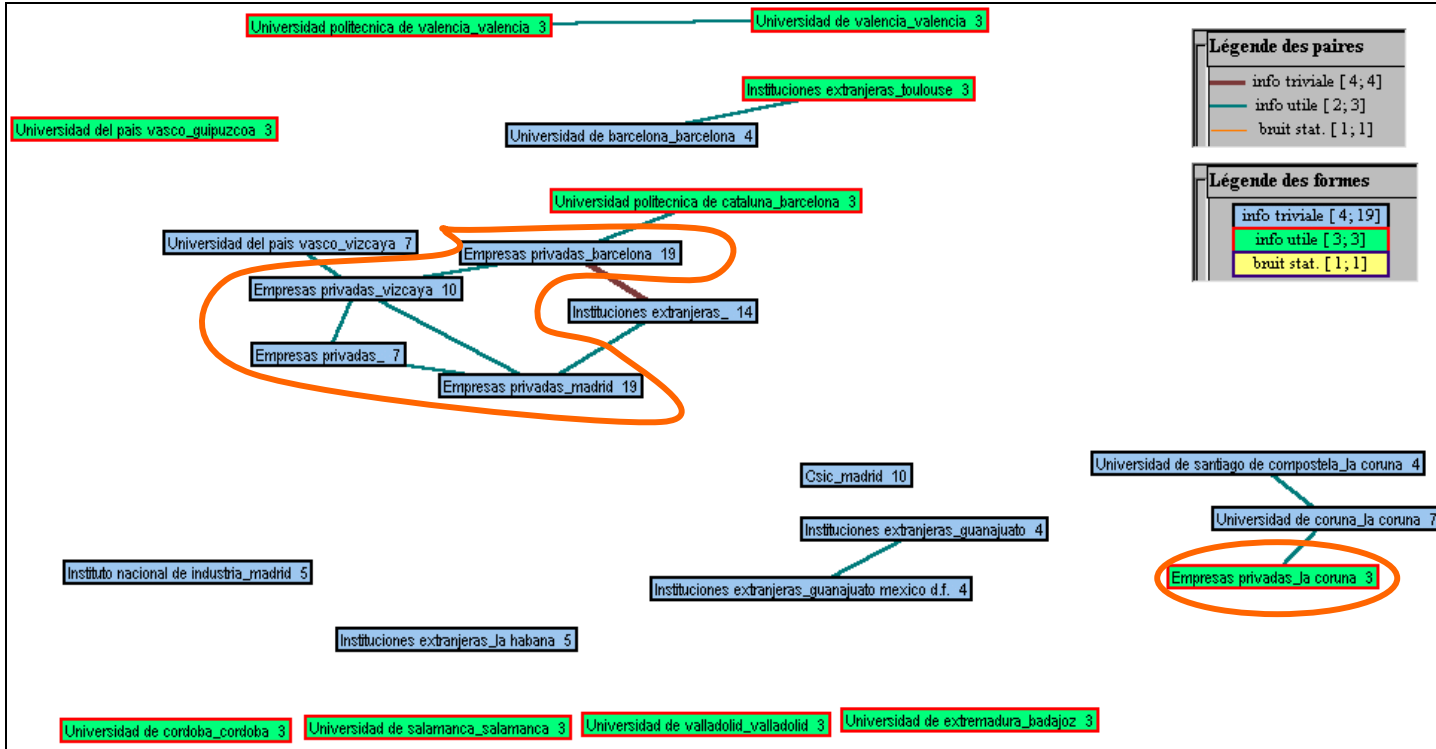 Universidad politecnica de valencia_valencia 3
Universidad de valencia_valencia 3
Légende des paires
info triviale [ 4; 4]
info utile [ 2; 3]
bruit stat. [ 1; 1]
Instituciones extranjeras_toulouse 3
Universidad del pais vasco_guipuzcoa 3
Universidad de barcelona_barcelona 4
Légende des formes
info triviale [ 4; 19]
info utile [ 3; 3]
bruit stat. [ 1; 1]
Universidad politecnica de cataluna_barcelona 3
Universidad del pais vasco_vizcaya 7
Empresas privadas_barcelona 19
Empresas privadas_vizcaya 10
Instituciones extranjeras_ 14
Empresas privadas_ 7
Empresas privadas_madrid 19
Csic_madrid 10
Universidad de santiago de compostela_la coruna 4
Instituciones extranjeras_guanajuato 4
Universidad de coruna_la coruna 7
Instituto nacional de industria_madrid 5
Instituciones extranjeras_guanajuato mexico d.f. 4
Empresas privadas_la coruna 3
Instituciones extranjeras_la habana 5
Universidad de cordoba_cordoba 3
Universidad de salamanca_salamanca 3
Universidad de valladolid_valladolid 3
Universidad de extremadura_badajoz 3